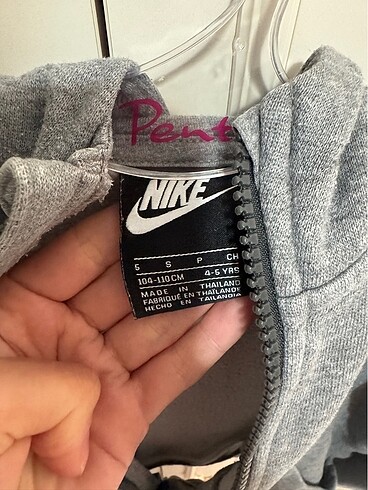 Pent
NIKE
S S P CH
104-110CM 4-5 YRS
MADE IN THAILAND
FABRIQUÉ EN THAÏLANDE
HECHO EN TAILANDIA